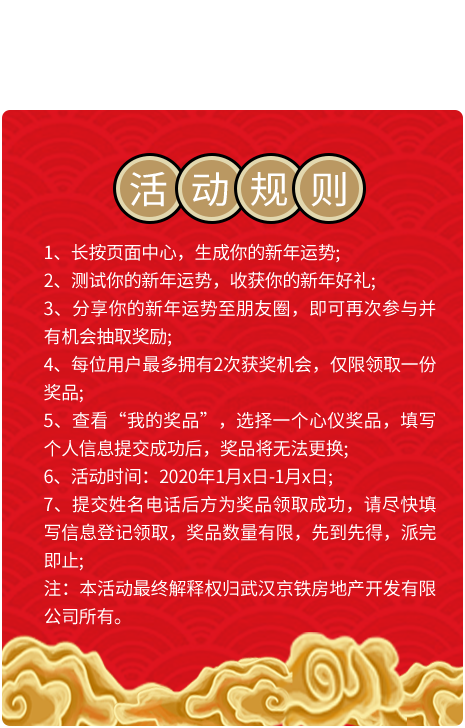 活动规则
1、长按页面中心，生成你的新年运势;
2、测试你的新年运势，收获你的新年好礼;
3、分享你的新年运势至朋友圈，即可再次参与并
有机会抽取奖励;
4、每位用户最多拥有2次获奖机会，仅限领取一份
奖品;
5、查看“我的奖品”，选择一个心仪奖品，填写
个人信息提交成功后，奖品将无法更换;
6、活动时间：2020年1月x日-1月x日;
7、提交姓名电话后方为奖品领取成功，请尽快填
写信息登记领取，奖品数量有限，先到先得，派完
即止;
注：本活动最终解释权归武汉京铁房地产开发有限
公司所有。